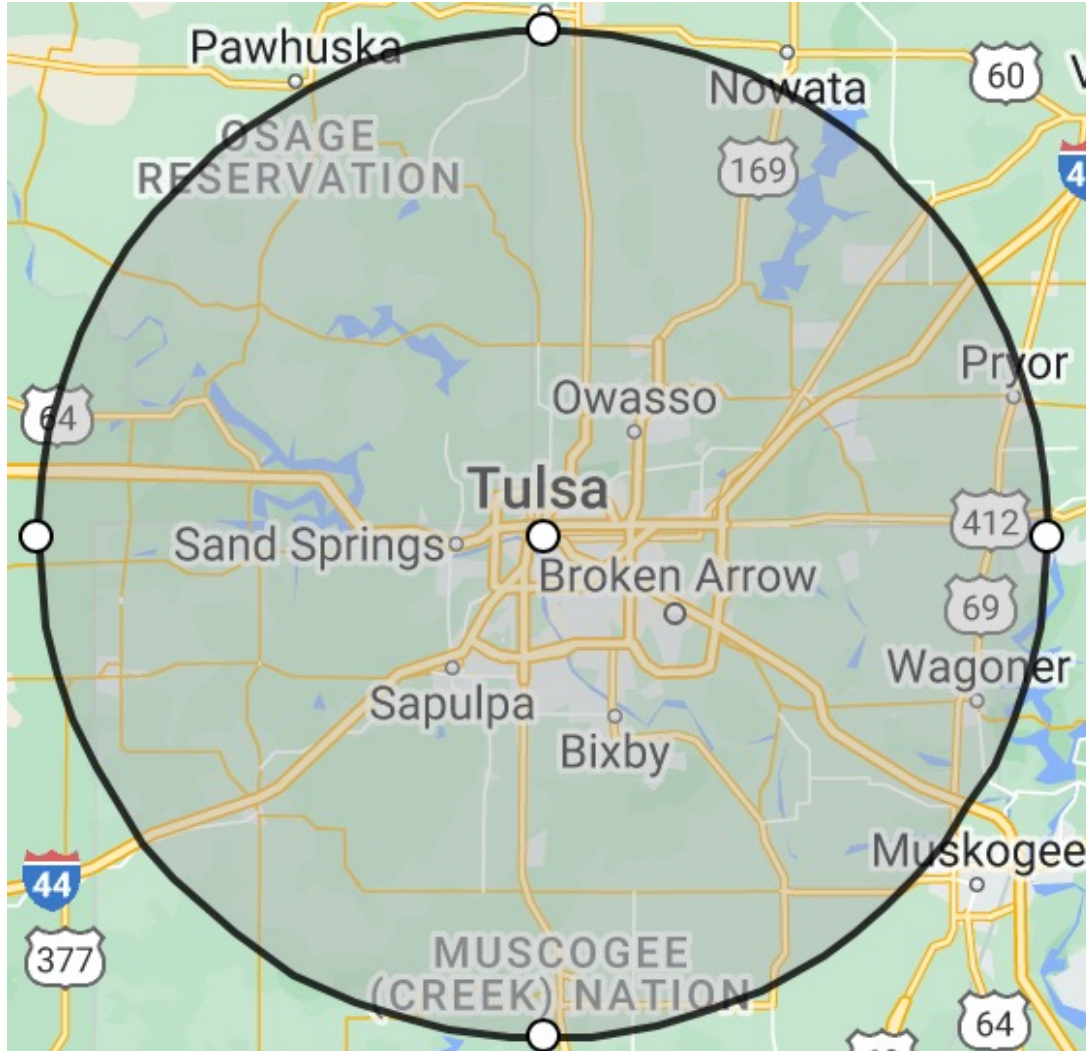 Pawhuska
60
Nowata
OSAGE
RESERVATION
169
Pryor
64
Owasso
Tulsa
412
Sand Springs
Broken Arrow
69
Wagoner
Sapulpa
Bixby
Muskogee
44
377
MUSCOGEE
(CREEK) NATION
64